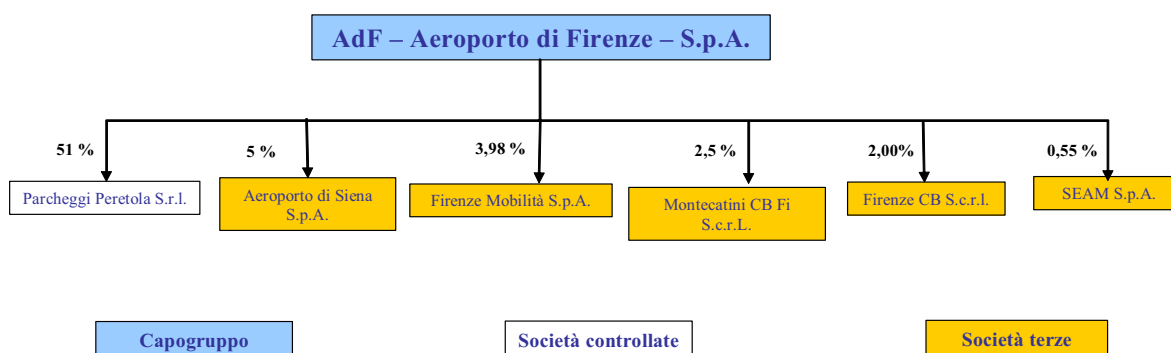 AdF – Aeroporto di Firenze – S.p.A.
51 %
5 %
3,98 %
2,5 %
2,00%
0,55 %
Parcheggi Peretola S.r.l.
Aeroporto di Siena
S.p.A.
Firenze Mobilità S.p.A.
Montecatini CB Fi
S.c.r.L.
Firenze CB S.c.r.l.
SEAM S.p.A.
Capogruppo
Società controllate
Società terze